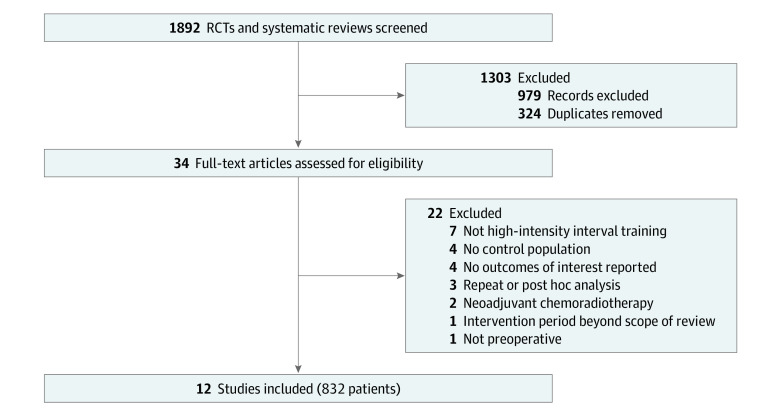 1892 RCTs and systematic reviews screened
1303 Excluded
979 Records excluded
324 Duplicates removed
34 Full-text articles assessed for eligibility
22 Excluded
7 Not high-intensity interval training
4 No control population
4 No outcomes of interest reported
3 Repeat or post hoc analysis
2 Neoadjuvant chemoradiotherapy
1 Intervention period beyond scope of review
1 Not preoperative
12 Studies included (832 patients)